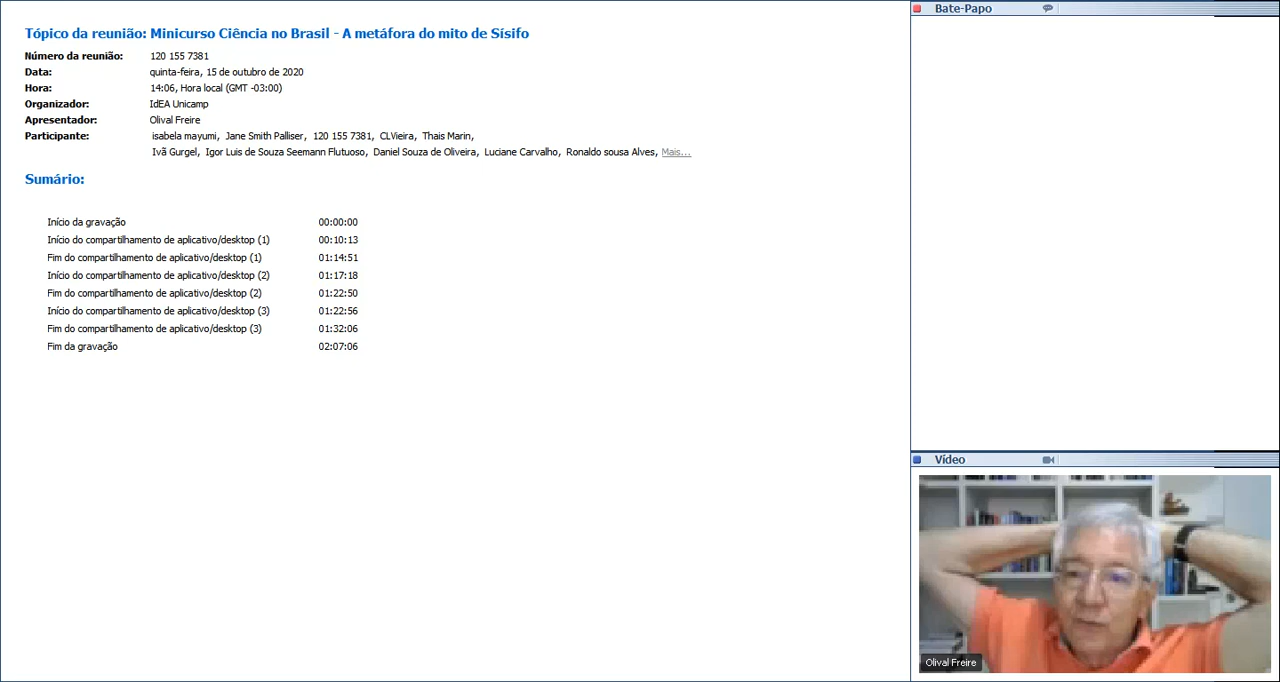 Tópico da reunião: Minicurso Ciência no Brasil - A metáfora do mito de Sísifo
Número da reunião: 120 155 7381
Data: quinta-feira, 15 de outubro de 2020
Hora: 14:06, Hora local (GMT -03:00)
Organizador: IdEA Unicamp
Apresentador: Olival Freire
Participante: isabela mayumi, Jane Smith Palliser, 120 155 7381, CLVieira, Thais Marin,
Ivã Gurgel, Igor Luis de Souza Seemann Flutuoso, Daniel Souza de Oliveira, Luciane Carvalho, Ronaldo sousa Alves, Mais...
Sumário:
Início da gravação 00:00:00
Início do compartilhamento de aplicativo/desktop (1) 00:10:13
Fim do compartilhamento de aplicativo/desktop (1) 01:14:51
Início do compartilhamento de aplicativo/desktop (2) 01:17:18
Fim do compartilhamento de aplicativo/desktop (2) 01:22:50
Início do compartilhamento de aplicativo/desktop (3) 01:22:56
Fim do compartilhamento de aplicativo/desktop (3) 01:32:06
Fim da gravação 02:07:06
Bate-Papo
Vídeo
Olival Freire